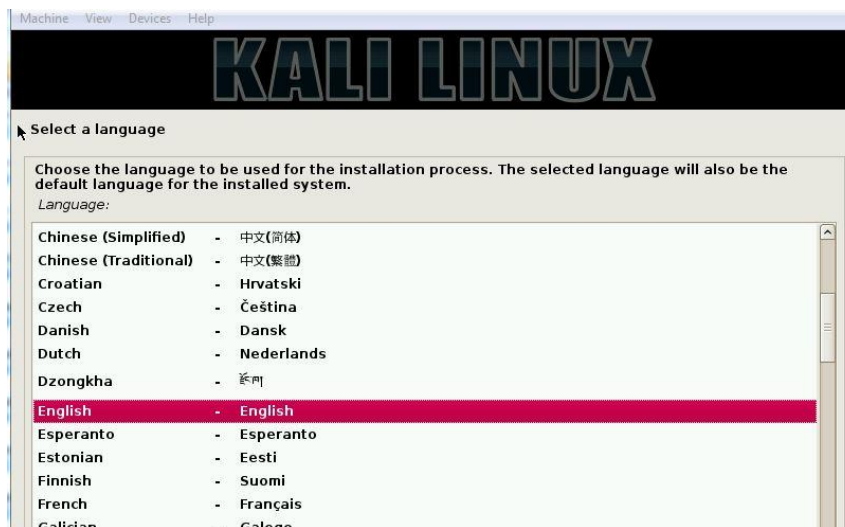 Machine View Devices Help
KALI LINUX
Select a language
Choose the language to be used for the installation process. The selected language will also be the
default language for the installed system.
Language:
Chinese (Simplified) - 中文(简体)
Chinese (Traditional) - 中文(繁體)
Croatian - Hrvatski
Czech - Čeština
Danish - Dansk
Dutch - Nederlands
Dzongkha - རྫོང་ཁ།
English - English
Esperanto - Esperanto
Estonian - Eesti
Finnish - Suomi
French - Français
Galician - Galego